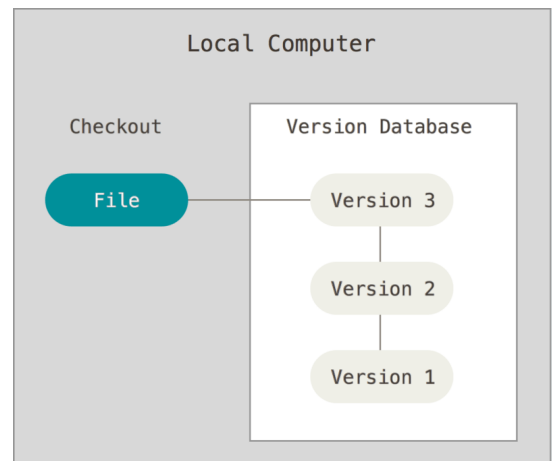 Local Computer
Checkout
Version Database
File
Version 3
Version 2
Version 1